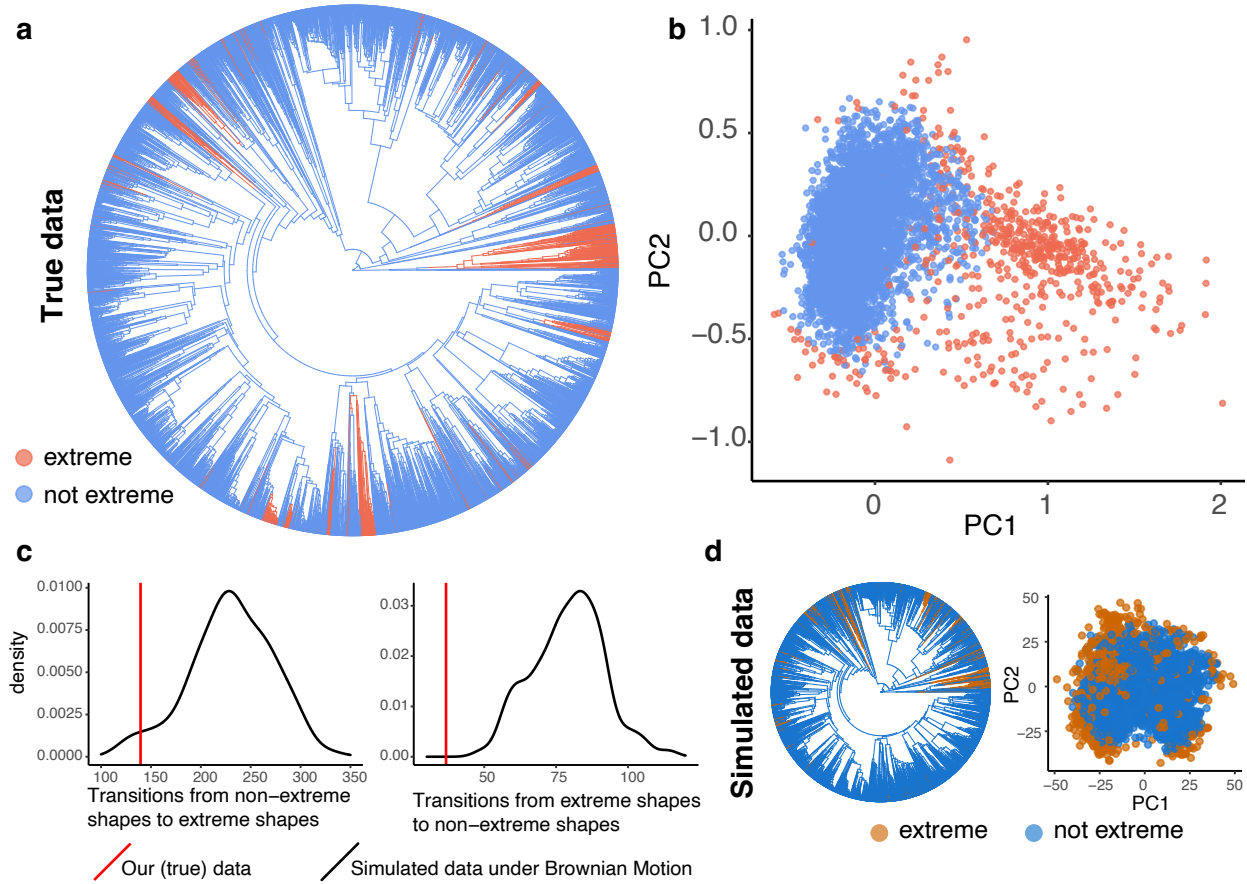 a
True data
extreme
not extreme
b
1.0
0.5
0.0
−0.5
−1.0
PC2
0
1
2
PC1
c
0.0100
0.0075
0.0050
0.0025
0.0000
density
100
150
200
250
300
350
Transitions from non−extreme
shapes to extreme shapes
0.03
0.02
0.01
0.00
50
75
100
Transitions from extreme shapes
to non−extreme shapes
Our (true) data
Simulated data under Brownian Motion
d
Simulated data
50
25
0
−25
PC2
−50
−25
0
25
50
PC1
extreme
not extreme